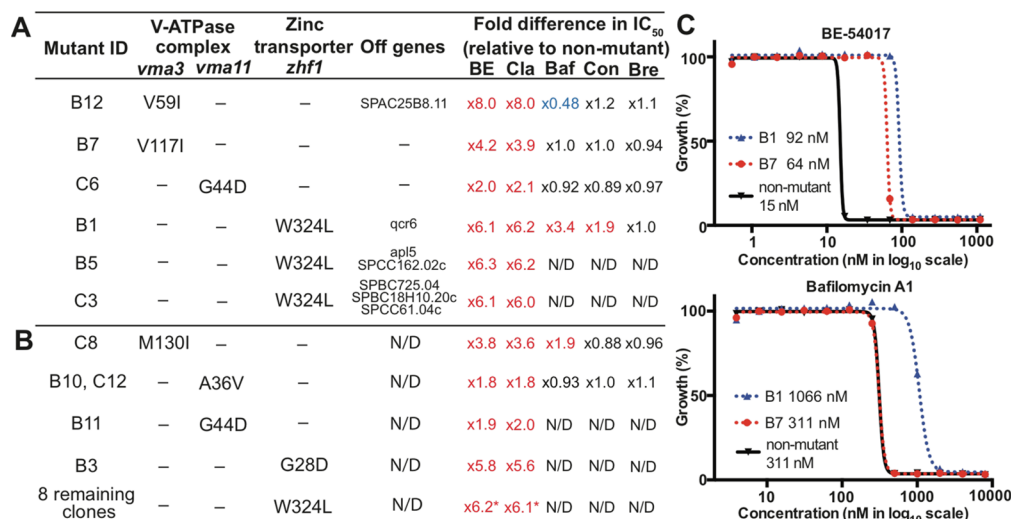 A
Mutant ID V-ATPase complex vma3 vma11 Zinc transporter zhf1 Off genes Fold difference in IC50 (relative to non-mutant) BE Cla Baf Con Bre
B12 V59I – – SPAC25B8.11 x8.0 x8.0 x0.48 x1.2 x1.1
B7 V117I – – – x4.2 x3.9 x1.0 x1.0 x0.94
C6 – G44D – – x2.0 x2.1 x0.92 x0.89 x0.97
B1 – – W324L qcr6 x6.1 x6.2 x3.4 x1.9 x1.0
B5 – – W324L apl5 SPCC162.02c x6.3 x6.2 N/D N/D N/D
C3 – – W324L SPBC725.04 SPBC18H10.20c SPCC61.04c x6.1 x6.0 N/D N/D N/D
B
C8 M130I – – N/D x3.8 x3.6 x1.9 x0.88 x0.96
B10, C12 – A36V – N/D x1.8 x1.8 x0.93 x1.0 x1.1
B11 – G44D – N/D x1.9 x2.0 N/D N/D N/D
B3 – – G28D N/D x5.8 x5.6 N/D N/D N/D
8 remaining clones – – W324L N/D x6.2* x6.1* N/D N/D N/D
C
BE-54017
Growth (%)
100
50
0
B1 92 nM
B7 64 nM
non-mutant
15 nM
1 10 100 1000
Concentration (nM in log10 scale)
Bafilomycin A1
Growth (%)
100
50
0
B1 1066 nM
B7 311 nM
non-mutant
311 nM
10 100 1000 10000
Concentration (nM in log10 scale)